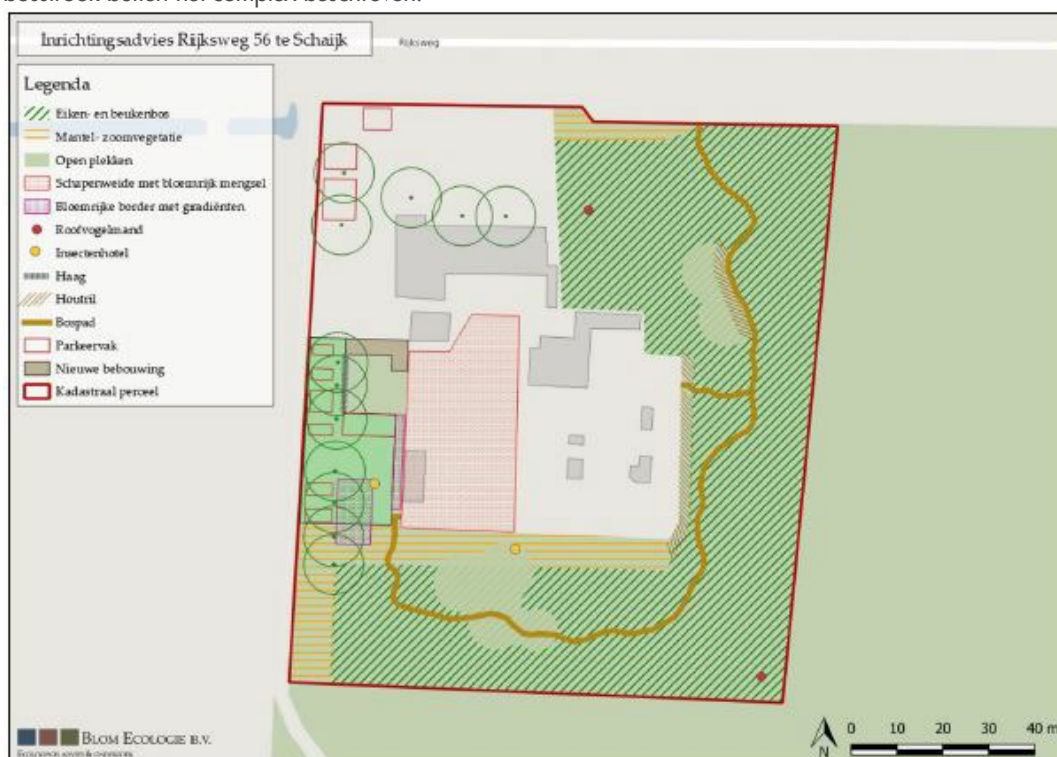 Inrichtingsadvies Rijksweg 56 te Schaijk
Rijksweg
Legenda
Eiken- en beukenbos
Mantel- zoomvegetatie
Open plekken
Schapenweide met bloemrijk mengsel
Bloemrijke border met gradiënten
Roofvogelmand
Insectenhotel
Haag
Houtril
Bospad
Parkeervak
Nieuwe bebouwing
Kadastraal perceel
BLOM ECOLOGIE B.V.
N
0 10 20 30 40 m